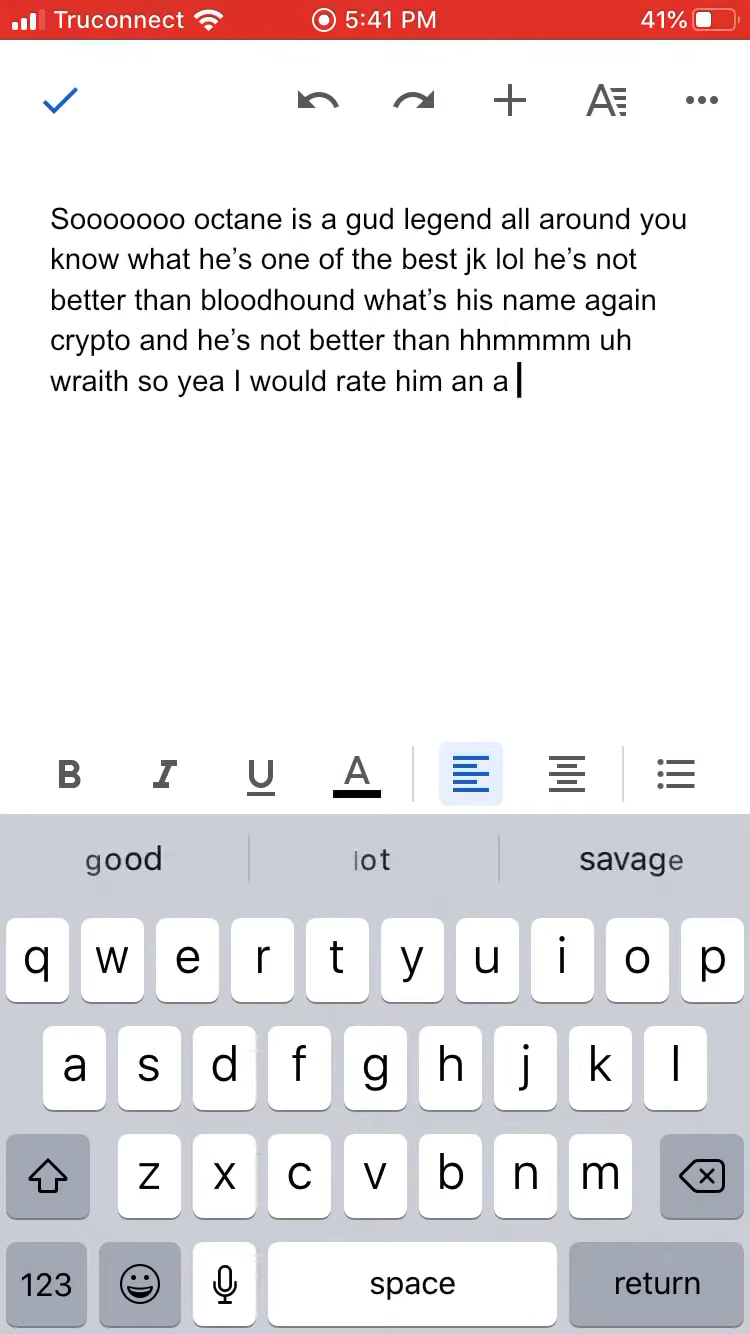 Truconnect 5:41 PM 41%
Sooooooo octane is a gud legend all around you
know what he’s one of the best jk lol he’s not
better than bloodhound what’s his name again
crypto and he’s not better than hhmmmm uh
wraith so yea I would rate him an a
B I U A
good lot savage
q w e r t y u i o p
a s d f g h j k l
z x c v b n m
123 space return